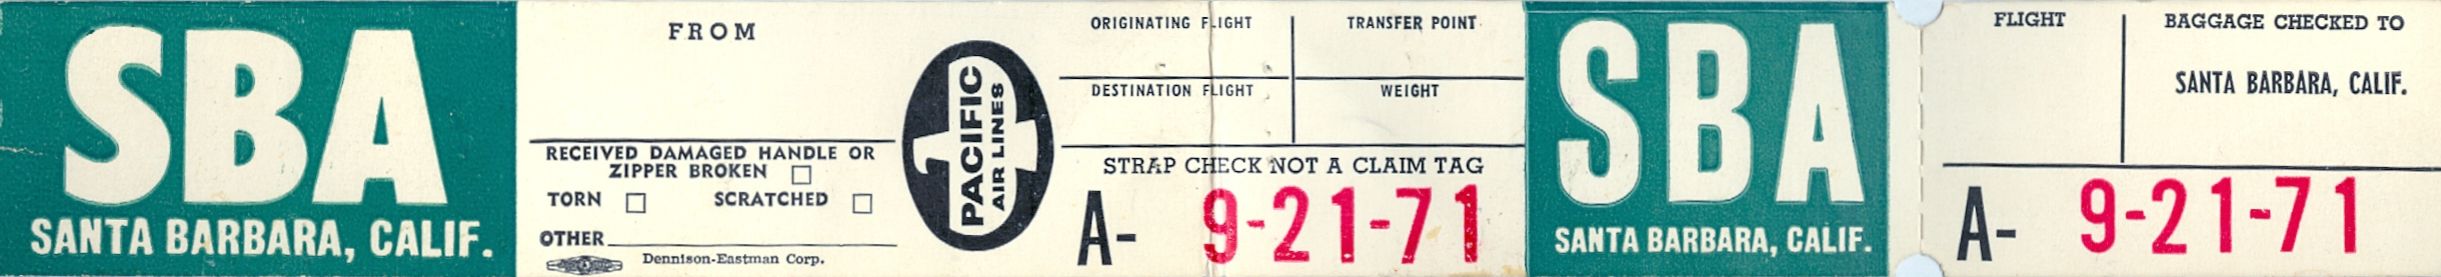 SBA
SANTA BARBARA, CALIF.
FROM
RECEIVED DAMAGED HANDLE OR
ZIPPER BROKEN
TORN
SCRATCHED
OTHER
Dennison-Eastman Corp.
PACIFIC
AIR LINES
ORIGINATING FLIGHT
TRANSFER POINT
DESTINATION FLIGHT
WEIGHT
STRAP CHECK NOT A CLAIM TAG
A- 9-21-71
SBA
SANTA BARBARA, CALIF.
FLIGHT
BAGGAGE CHECKED TO
SANTA BARBARA, CALIF.
A- 9-21-71